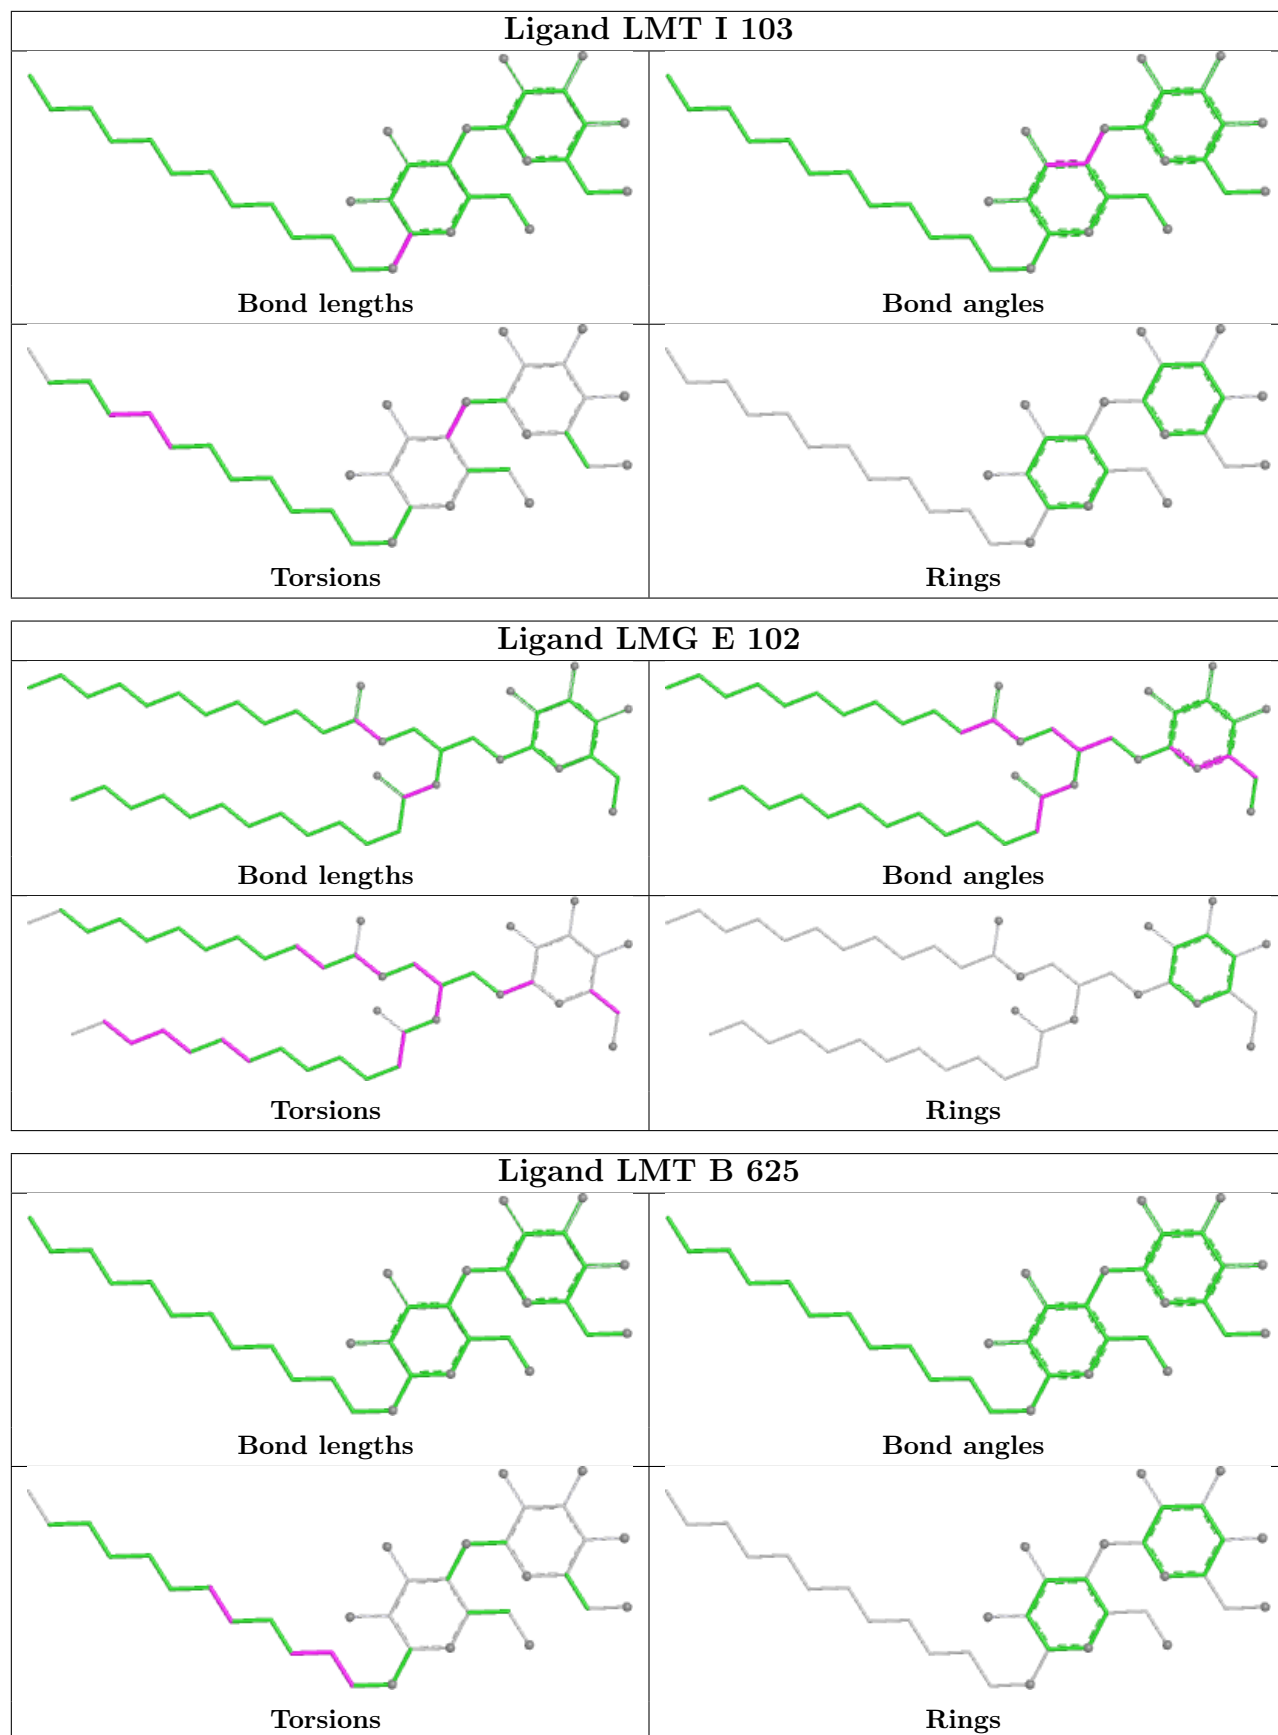 Ligand LMT I 103
Bond lengths
Bond angles
Torsions
Rings
Ligand LMG E 102
Bond lengths
Bond angles
Torsions
Rings
Ligand LMT B 625
Bond lengths
Bond angles
Torsions
Rings